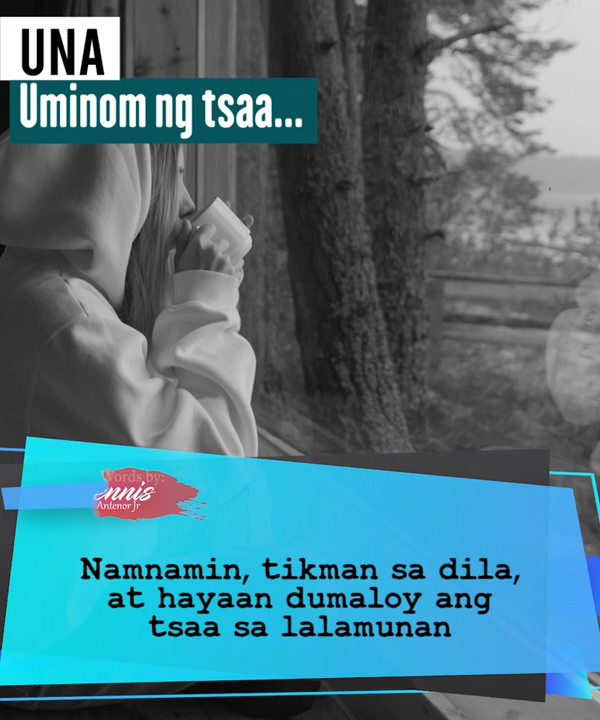 UNA
Uminom ng tsaa...
Words by:
ennis
Antenor Jr
Namnamin, tikman sa dila,
at hayaan dumaloy ang
tsaa sa lalamunan